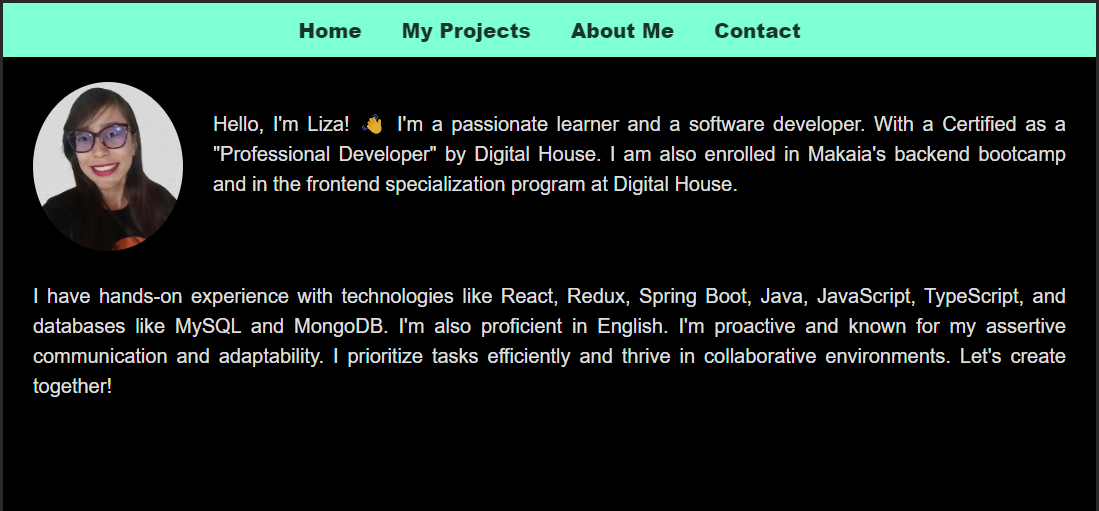 Home My Projects About Me Contact
Hello, I'm Liza! 👋 I'm a passionate learner and a software developer. With a Certified as a
"Professional Developer" by Digital House. I am also enrolled in Makaia's backend bootcamp
and in the frontend specialization program at Digital House.
I have hands-on experience with technologies like React, Redux, Spring Boot, Java, JavaScript, TypeScript, and
databases like MySQL and MongoDB. I'm also proficient in English. I'm proactive and known for my assertive
communication and adaptability. I prioritize tasks efficiently and thrive in collaborative environments. Let's create
together!